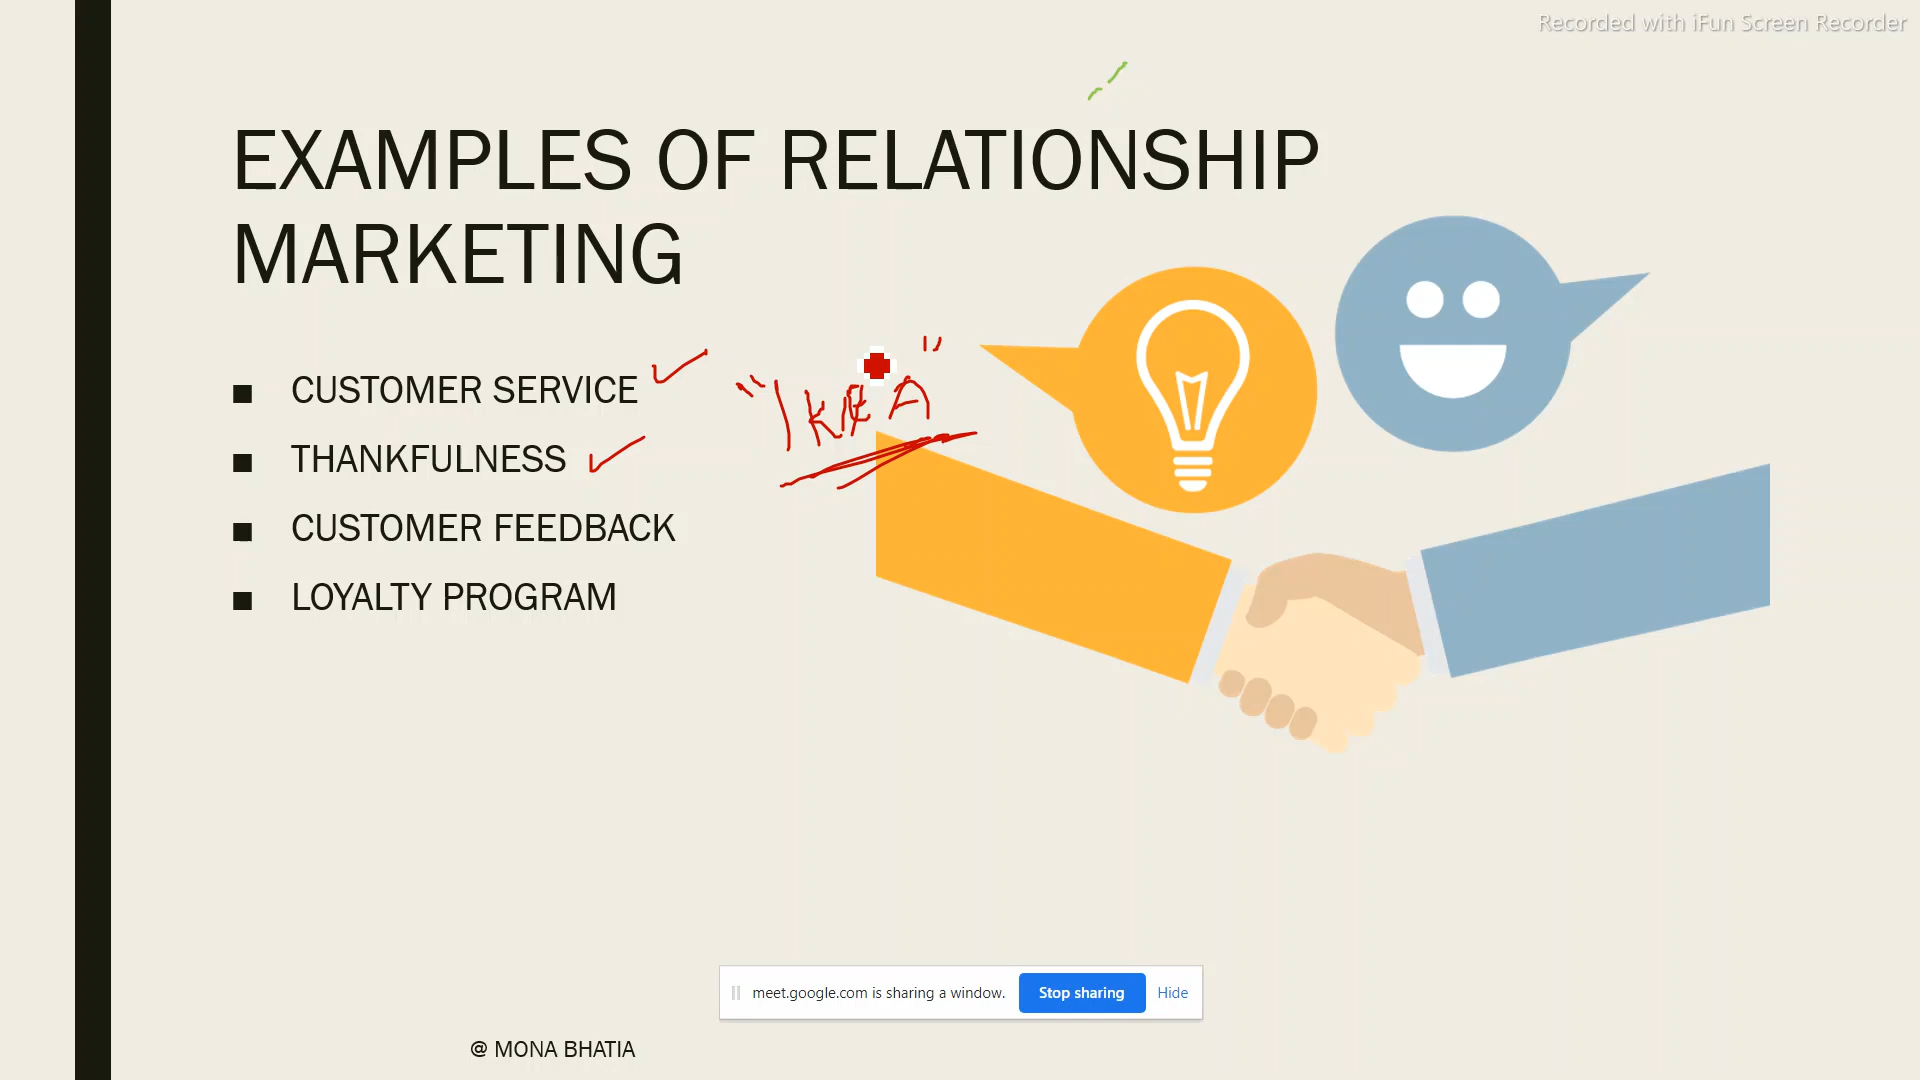 Recorded with iFun Screen Recorder
EXAMPLES OF RELATIONSHIP
MARKETING
■ CUSTOMER SERVICE
"IKEA"
■ THANKFULNESS
■ CUSTOMER FEEDBACK
■ LOYALTY PROGRAM
meet.google.com is sharing a window. Stop sharing Hide
@ MONA BHATIA